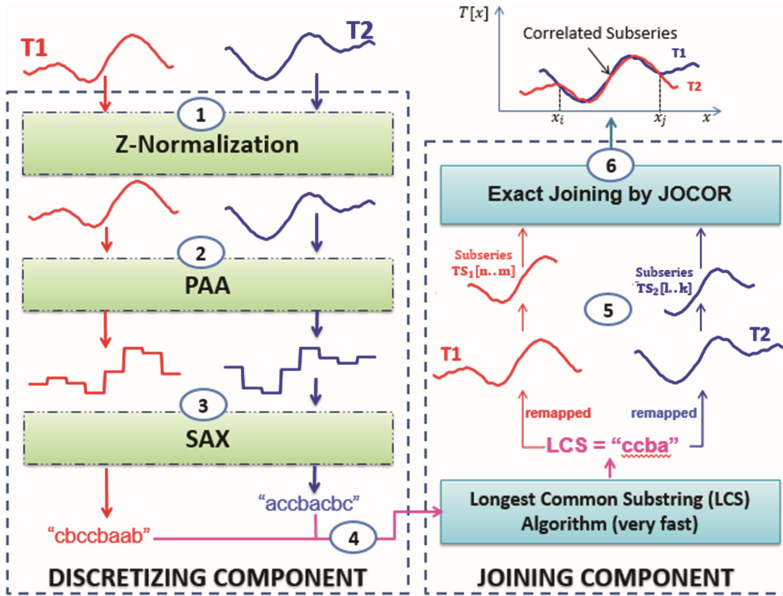 T1
T2
1
Z-Normalization
2
PAA
3
SAX
“accbacbc”
“cbccbaab”
4
DISCRETIZING COMPONENT
T[x]
Correlated Subseries
T1
T2
x_i
x_j
x
6
Exact Joining by JOCOR
Subseries
TS₁[n..m]
Subseries
TS₂[l..k]
5
T1
T2
remapped
remapped
LCS = “ccba”
Longest Common Substring (LCS)
Algorithm (very fast)
JOINING COMPONENT